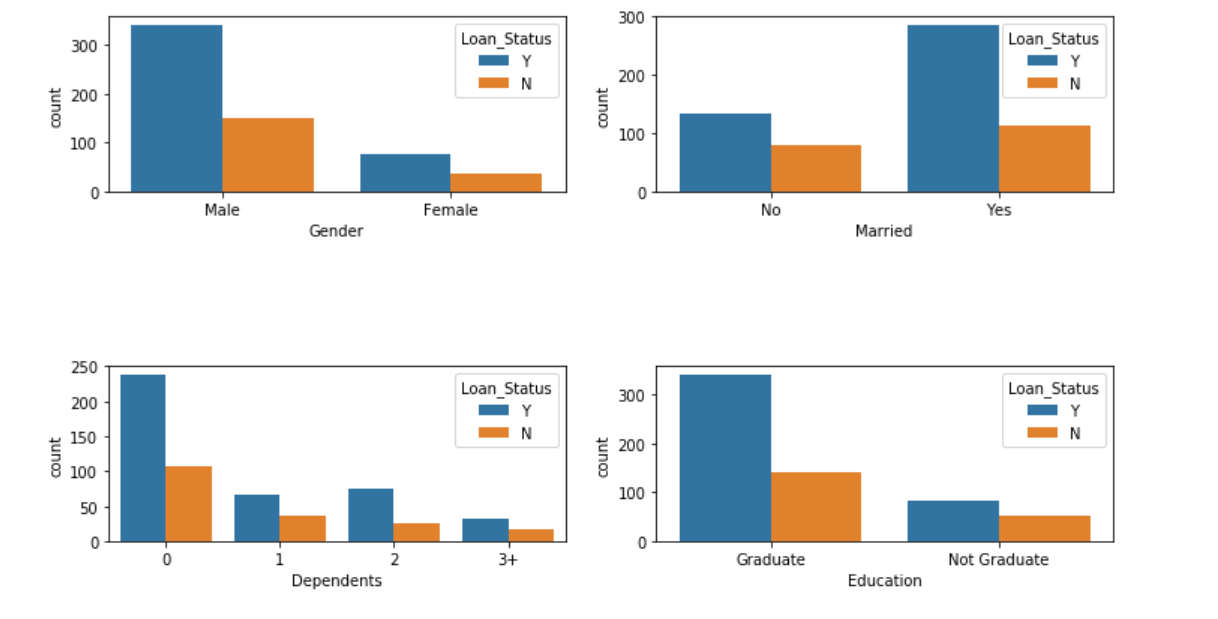 300
200
100
0
count
Loan_Status
Y
N
Male Female
Gender
300
200
100
0
count
Loan_Status
Y
N
No Yes
Married
250
200
150
100
50
0
count
Loan_Status
Y
N
0 1 2 3+
Dependents
300
200
100
0
count
Loan_Status
Y
N
Graduate Not Graduate
Education